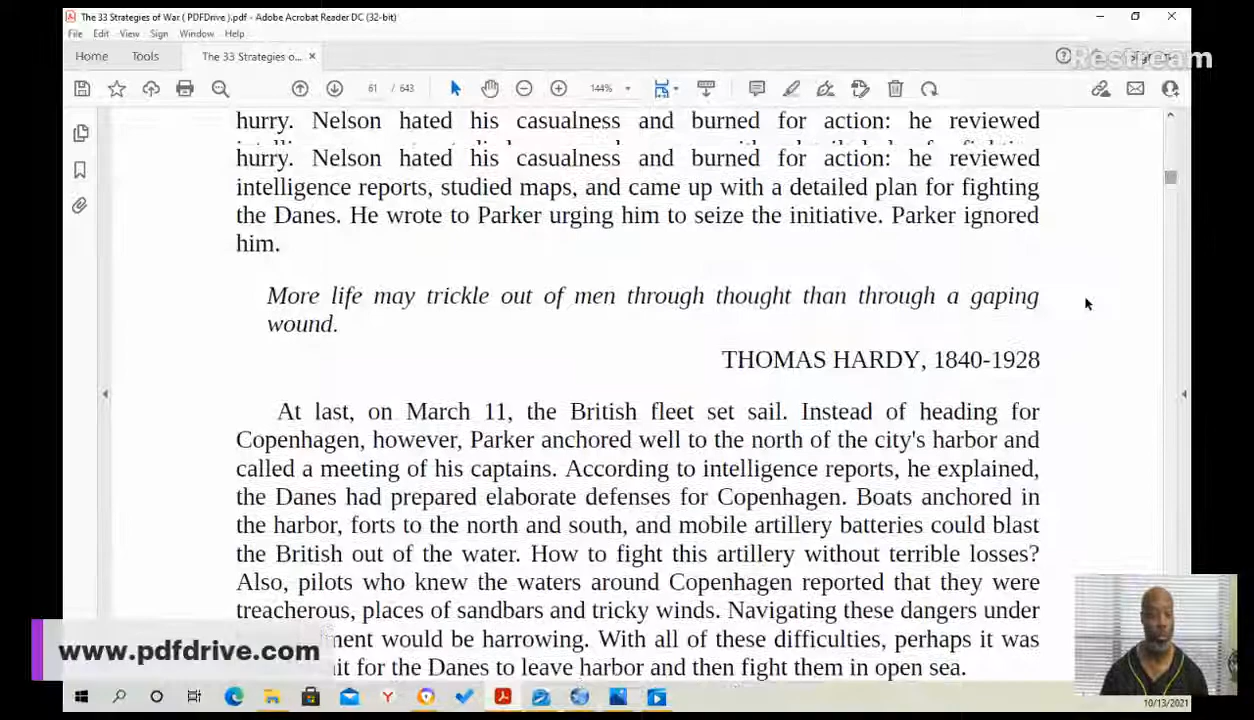 The 33 Strategies of War ( PDFDrive ).pdf - Adobe Acrobat Reader DC (32-bit)
File Edit View Sign Window Help
Home Tools The 33 Strategies o... ×
Restream
61 / 643 144%
hurry. Nelson hated his casualness and burned for action: he reviewed
hurry. Nelson hated his casualness and burned for action: he reviewed
intelligence reports, studied maps, and came up with a detailed plan for fighting
the Danes. He wrote to Parker urging him to seize the initiative. Parker ignored
him.
More life may trickle out of men through thought than through a gaping
wound.
THOMAS HARDY, 1840-1928
At last, on March 11, the British fleet set sail. Instead of heading for
Copenhagen, however, Parker anchored well to the north of the city's harbor and
called a meeting of his captains. According to intelligence reports, he explained,
the Danes had prepared elaborate defenses for Copenhagen. Boats anchored in
the harbor, forts to the north and south, and mobile artillery batteries could blast
the British out of the water. How to fight this artillery without terrible losses?
Also, pilots who knew the waters around Copenhagen reported that they were
treacherous, places of sandbars and tricky winds. Navigating these dangers under
ment would be harrowing. With all of these difficulties, perhaps it was
it for the Danes to leave harbor and then fight them in open sea.
www.pdfdrive.com
10/13/2021